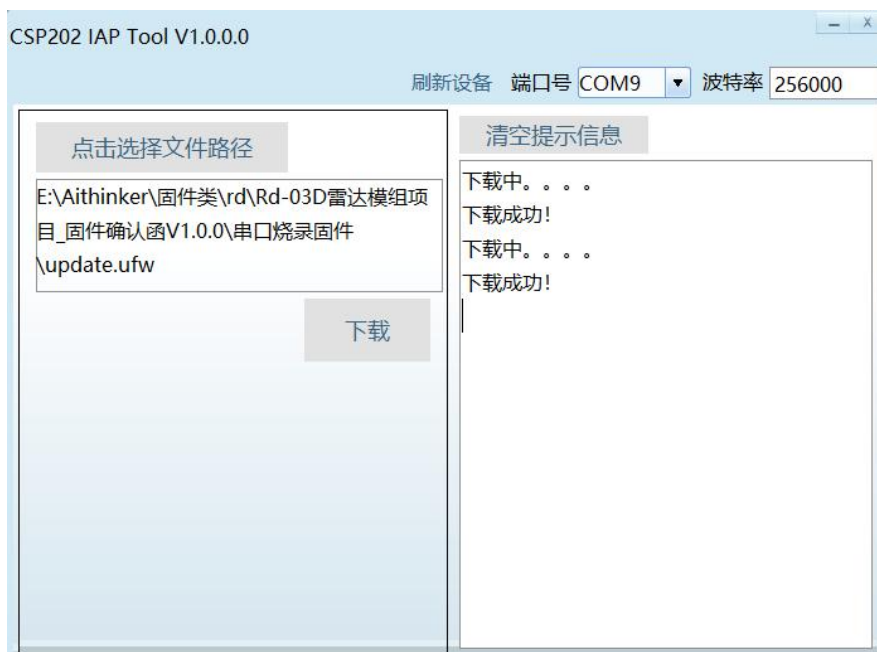 CSP202 IAP Tool V1.0.0.0
刷新设备 端口号 COM9 波特率 256000
点击选择文件路径
E:\Aithinker\固件类\rd\Rd-03D雷达模组项
目_固件确认函V1.0.0\串口烧录固件
\update.ufw
下载
清空提示信息
下载中。。。。
下载成功!
下载中。。。。
下载成功!